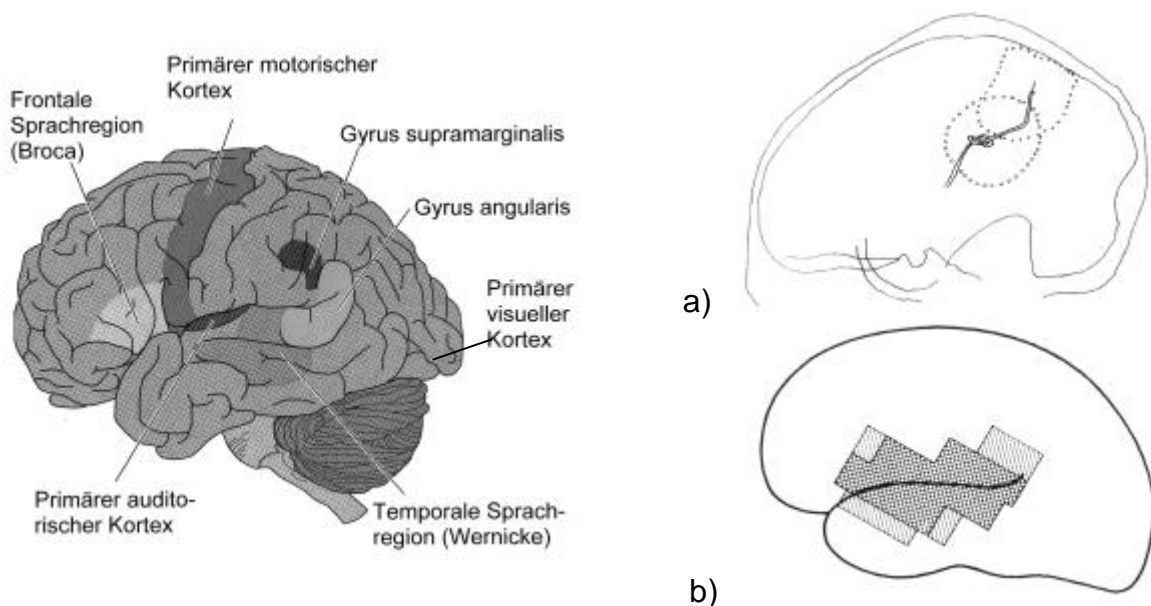 Primärer motorischer
Kortex
Frontale
Sprachregion
(Broca)
Gyrus supramarginalis
Gyrus angularis
Primärer
visueller
Kortex
Primärer audito-
rischer Kortex
Temporale Sprach-
region (Wernicke)
a)
b)